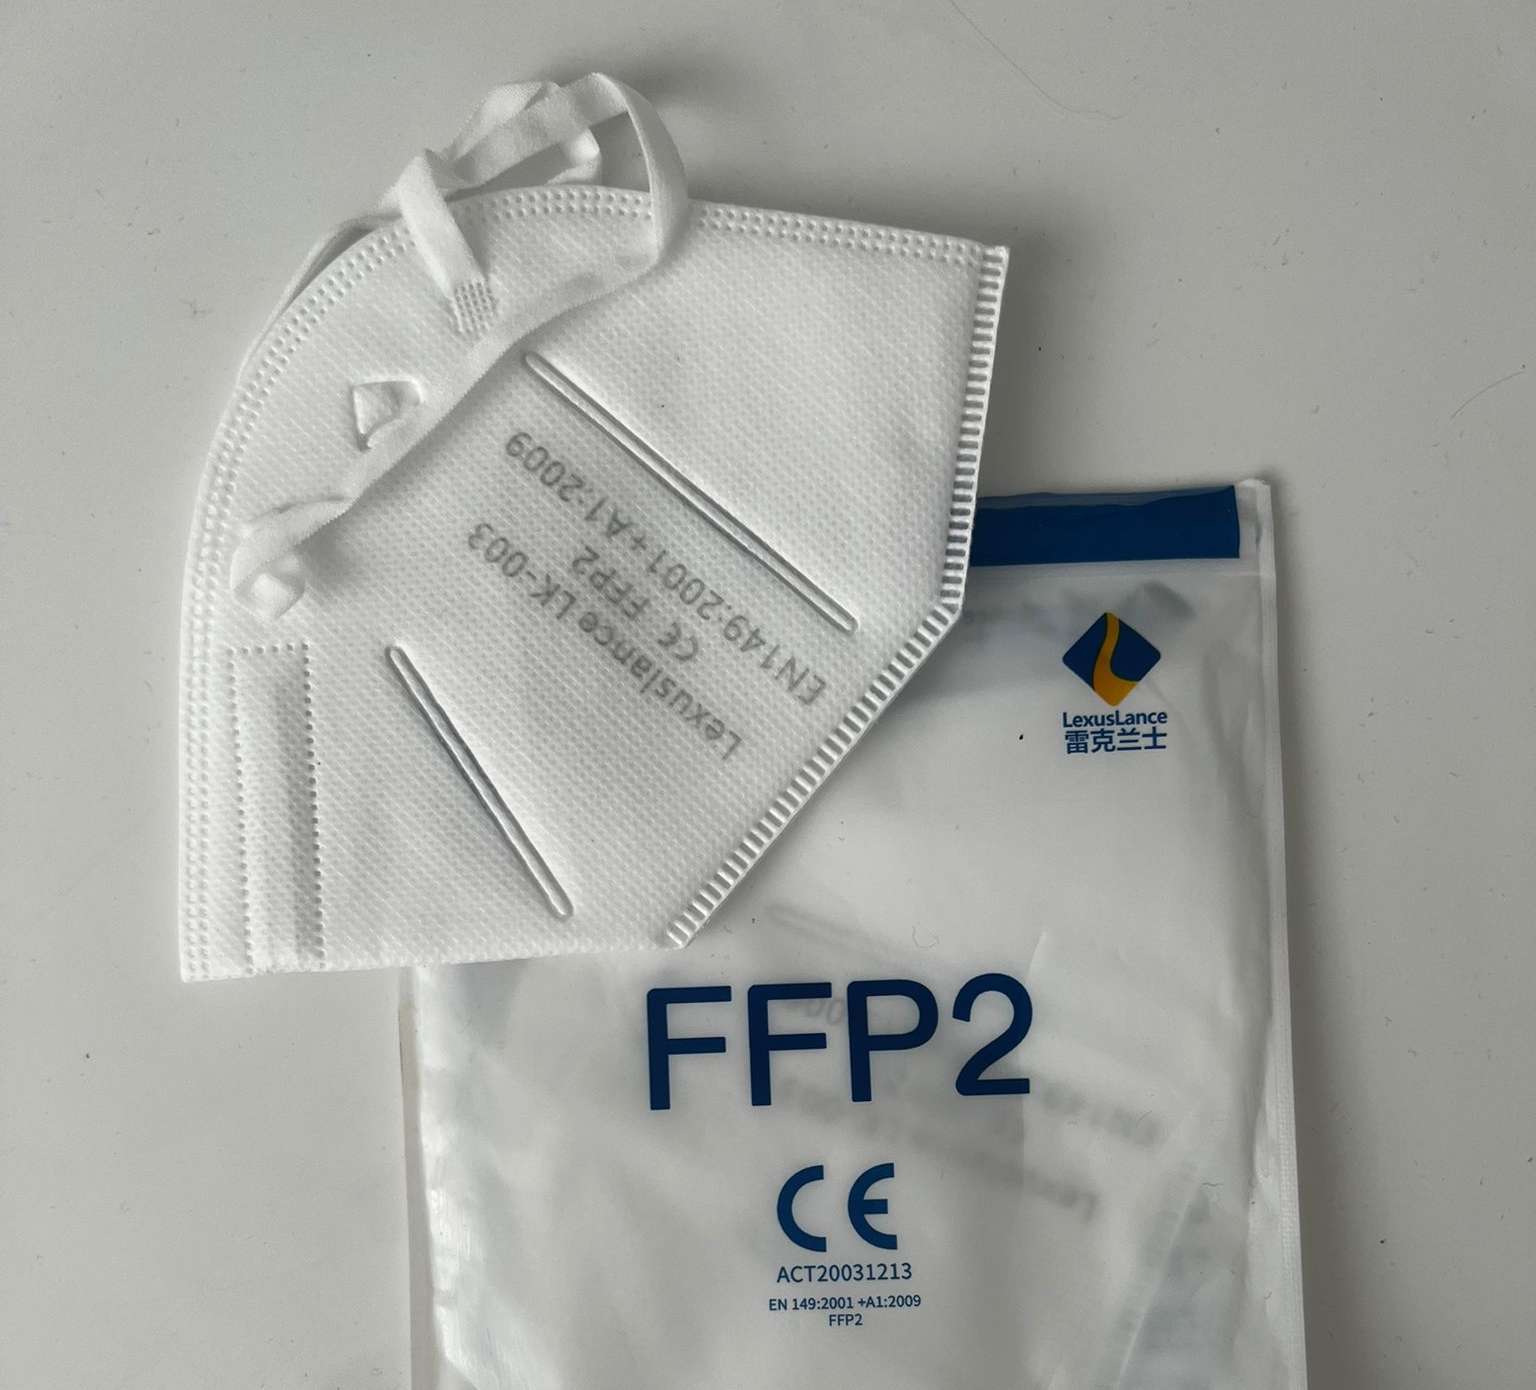 Lexuslance LK-003
CE FFP2
EN149:2001 + A1:2009
LexusLance
雷克兰士
FFP2
CE
ACT20031213
EN 149:2001 +A1:2009
FFP2